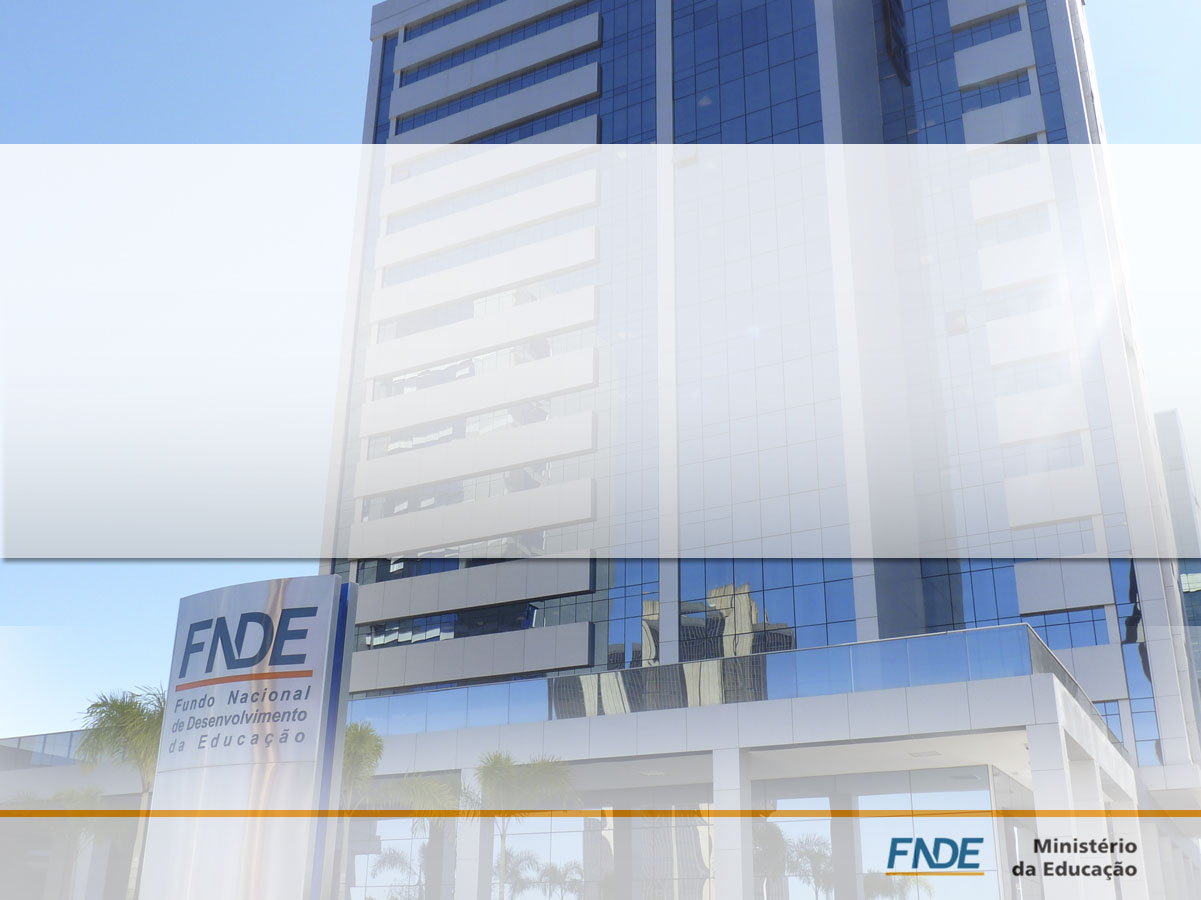 FNDE
Fundo Nacional
de Desenvolvimento
da Educação
FNDE
Ministério
da Educação